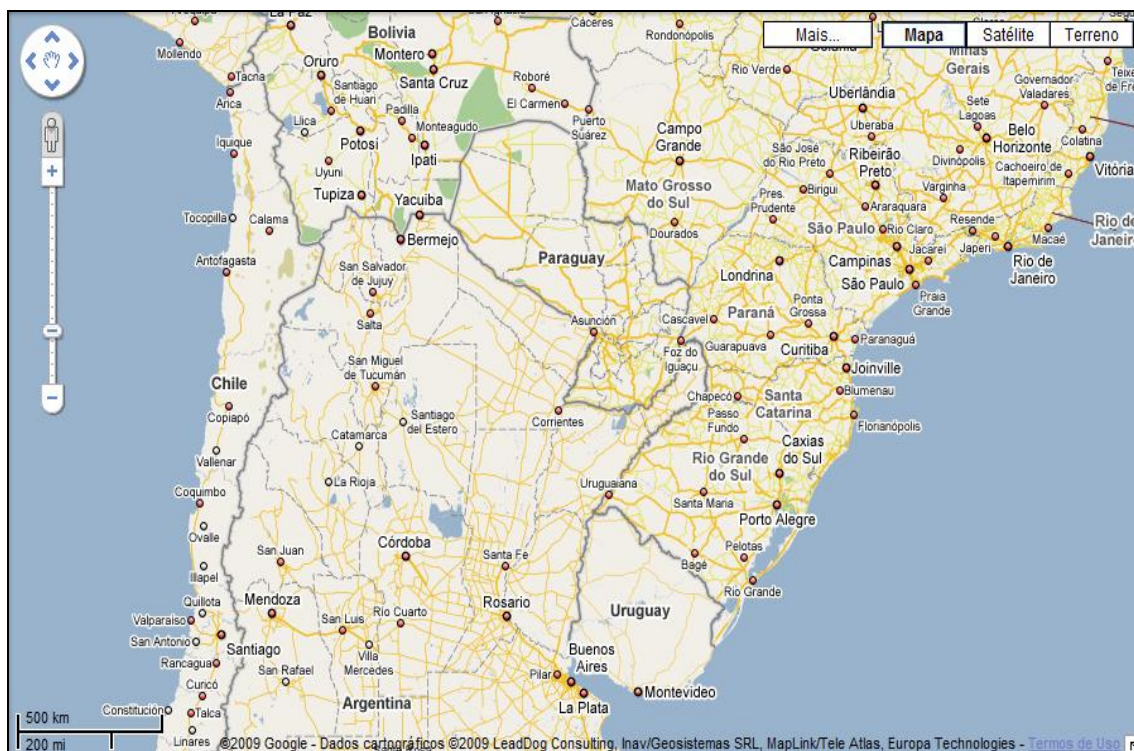 Arequipa
La Paz
Cáceres
Mais...
Mapa
Satélite
Terreno
Mollendo
Bolivia
Montero
Rondonópolis
Goiânia
Minas
Gerais
Tacna
Oruro
Santa Cruz
Roboré
Rio Verde
Governador
Valadares
Arica
Santiago
de Huari
El Carmen
Uberlândia
Sete
Lagoas
Llica
Padilla
Puerto
Suárez
Campo
Grande
Uberaba
Belo
Horizonte
Colatina
Iquique
Potosí
Monteagudo
Ipati
São José
do Rio Preto
Ribeirão
Preto
Divinópolis
Cachoeiro de
Itapemirim
Vitória
Uyuni
Tupiza
Yacuiba
Mato Grosso
do Sul
Birigui
Varginha
Tocopilla
Calama
Bermejo
Dourados
Pres.
Prudente
Araraquara
Resende
Rio de
Janeiro
São Paulo
Rio Claro
Macaé
Antofagasta
San Salvador
de Jujuy
Paraguay
Londrina
Campinas
Jacareí
Japeri
Rio de
Janeiro
São Paulo
Salta
Asunción
Cascavel
Paraná
Ponta
Grossa
Praia
Grande
Foz do
Iguaçu
Guarapuava
Curitiba
Paranaguá
San Miguel
de Tucumán
Joinville
Chile
Chapecó
Santa
Catarina
Blumenau
Copiapó
Santiago
del Estero
Corrientes
Passo
Fundo
Florianópolis
Catamarca
Caxias
do Sul
Vallenar
Rio Grande
do Sul
La Rioja
Uruguaiana
Santa Maria
Coquimbo
Porto Alegre
Ovalle
San Juan
Córdoba
Santa Fe
Bagé
Pelotas
Illapel
Rio Grande
Quillota
Mendoza
Río Cuarto
Rosario
Uruguay
Valparaiso
San Luis
San Antonio
Santiago
Villa
Mercedes
Buenos
Aires
Rancagua
San Rafael
Pilar
Curicó
Montevideo
Constitución
Talca
Argentina
La Plata
500 km
Linares
200 mi
©2009 Google - Dados cartográficos ©2009 LeadDog Consulting, Inav/Geosistemas SRL, MapLink/Tele Atlas, Europa Technologies - Termos de Uso